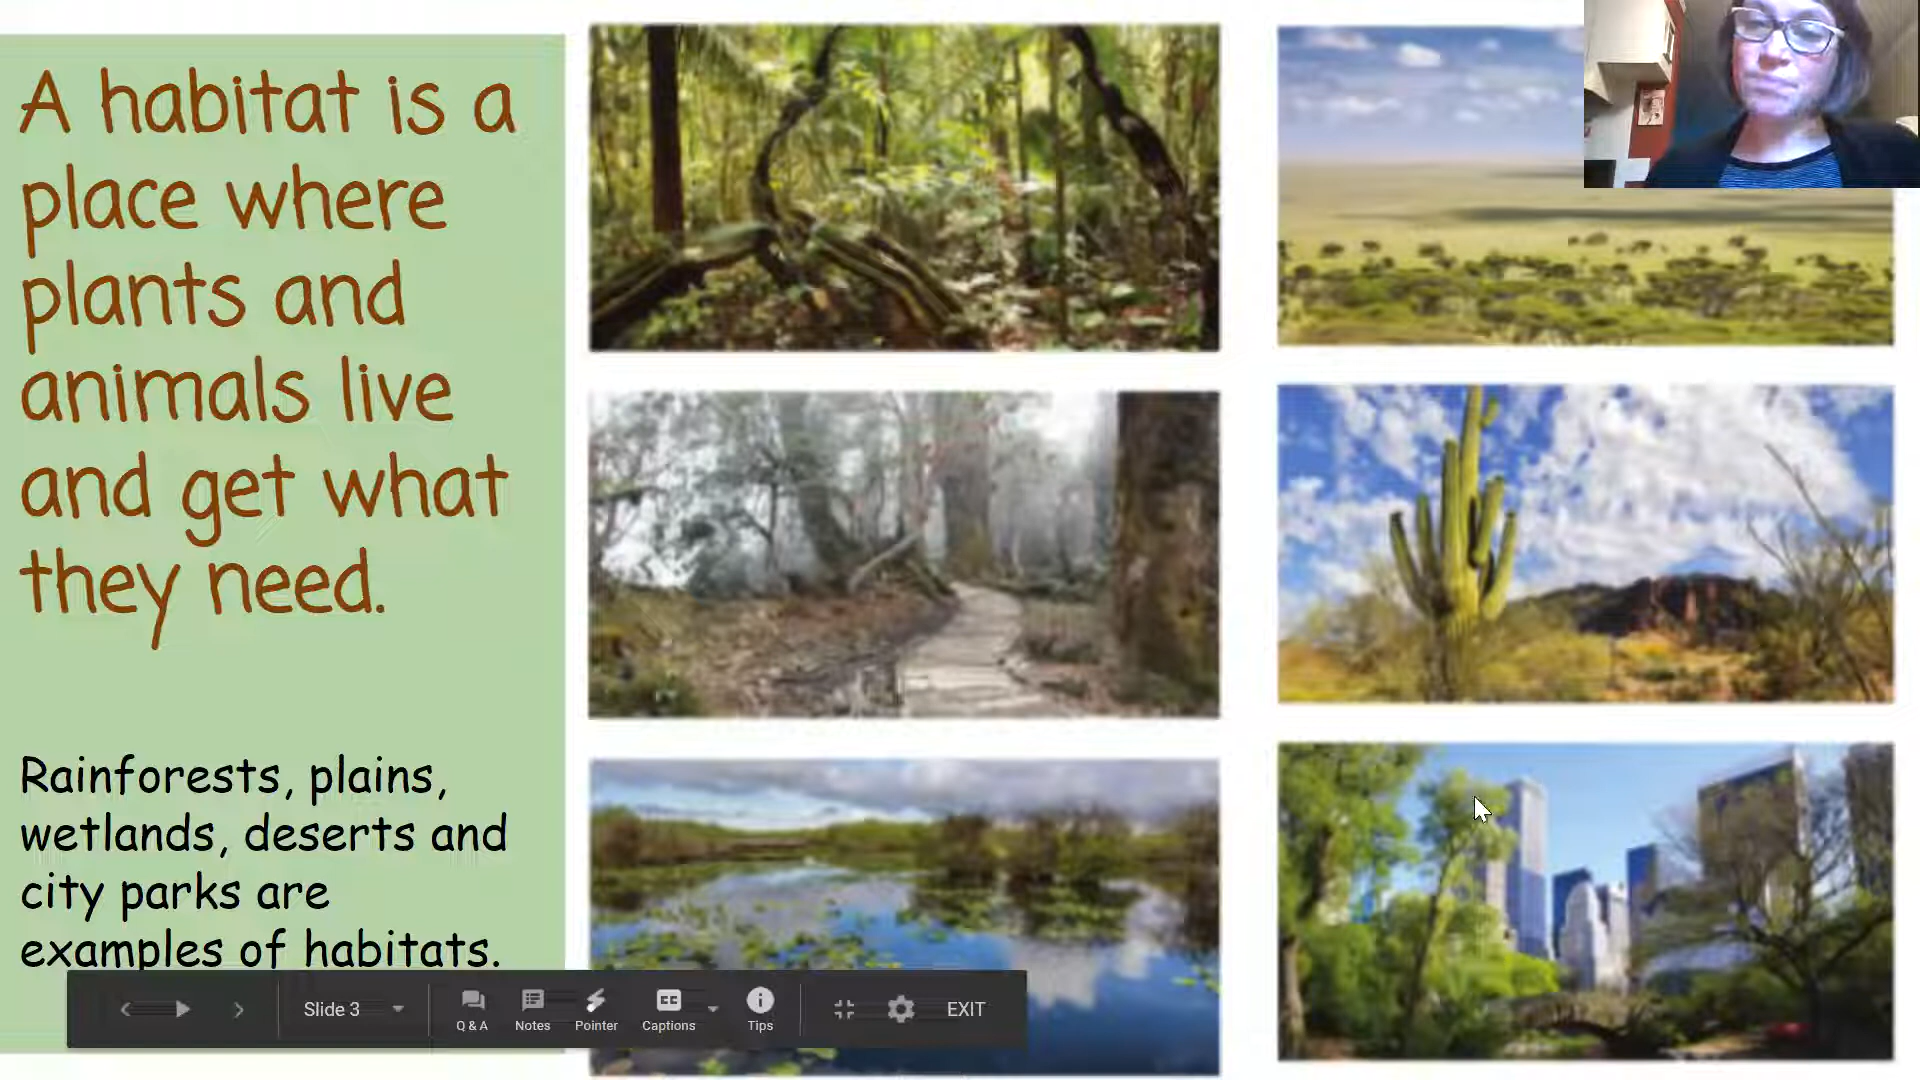 A habitat is a
place where
plants and
animals live
and get what
they need.
Rainforests, plains,
wetlands, deserts and
city parks are
examples of habitats.
Slide 3
Q & A
Notes
Pointer
CC
Captions
Tips
EXIT